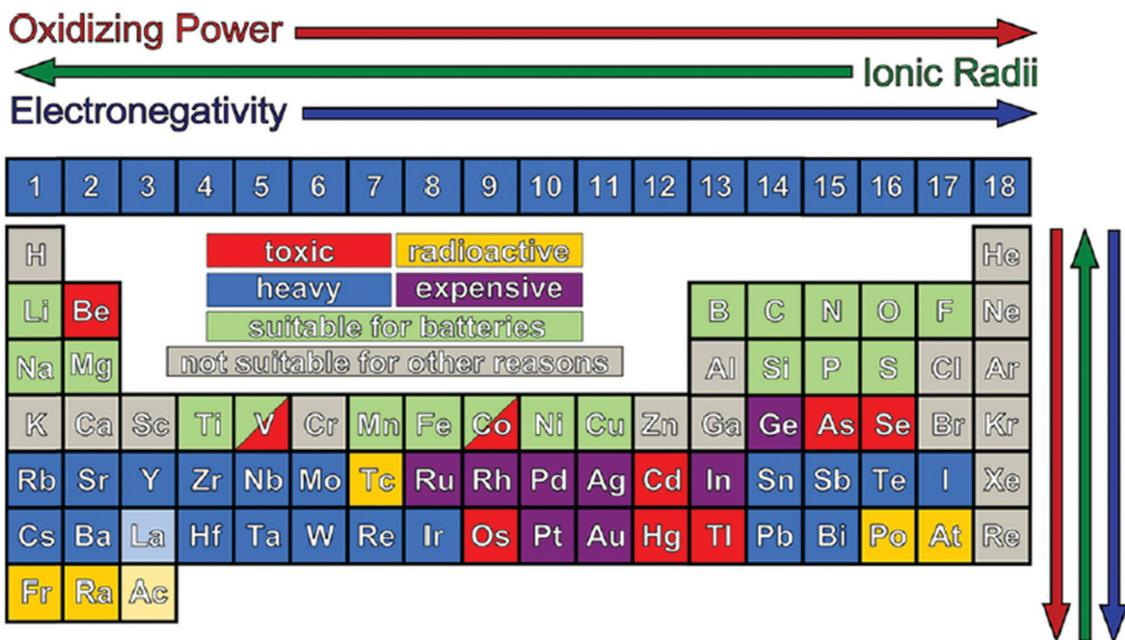 Oxidizing Power
Ionic Radii
Electronegativity
1 2 3 4 5 6 7 8 9 10 11 12 13 14 15 16 17 18
toxic radioactive
heavy expensive
suitable for batteries
not suitable for other reasons
H He
Li Be B C N O F Ne
Na Mg Al Si P S Cl Ar
K Ca Sc Ti V Cr Mn Fe Co Ni Cu Zn Ga Ge As Se Br Kr
Rb Sr Y Zr Nb Mo Tc Ru Rh Pd Ag Cd In Sn Sb Te I Xe
Cs Ba La Hf Ta W Re Ir Os Pt Au Hg Tl Pb Bi Po At Re
Fr Ra Ac